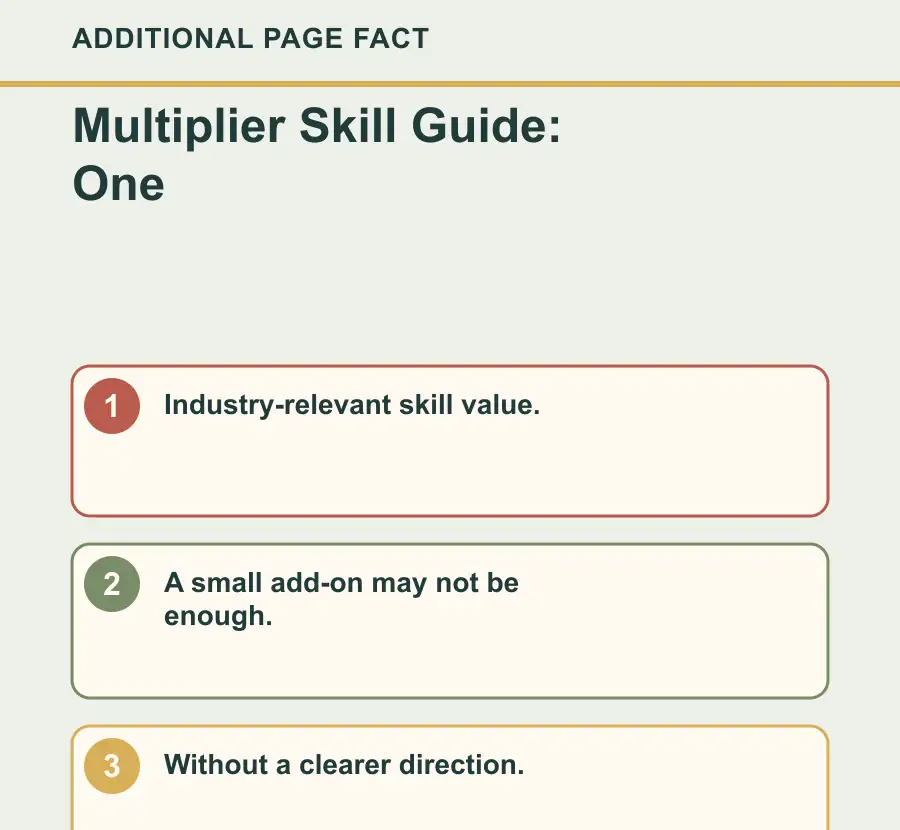 ADDITIONAL PAGE FACT
Multiplier Skill Guide:
One
1
Industry-relevant skill value.
2
A small add-on may not be
enough.
3
Without a clearer direction.